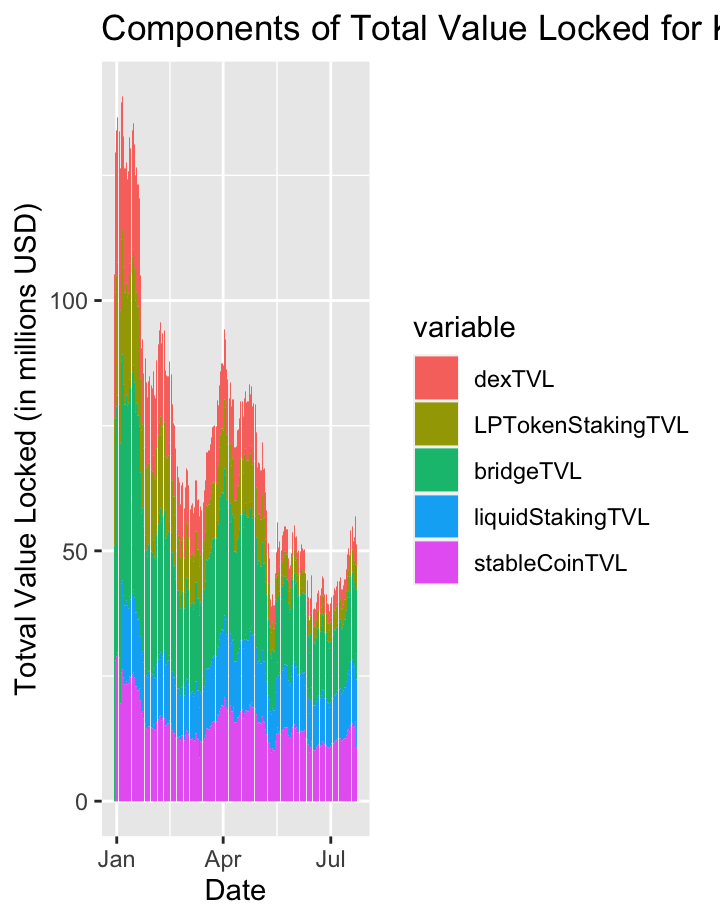 Components of Total Value Locked for
Totval Value Locked (in millions USD)
100
50
0
Jan Apr Jul
Date
variable
dexTVL
LPTokenStakingTVL
bridgeTVL
liquidStakingTVL
stableCoinTVL